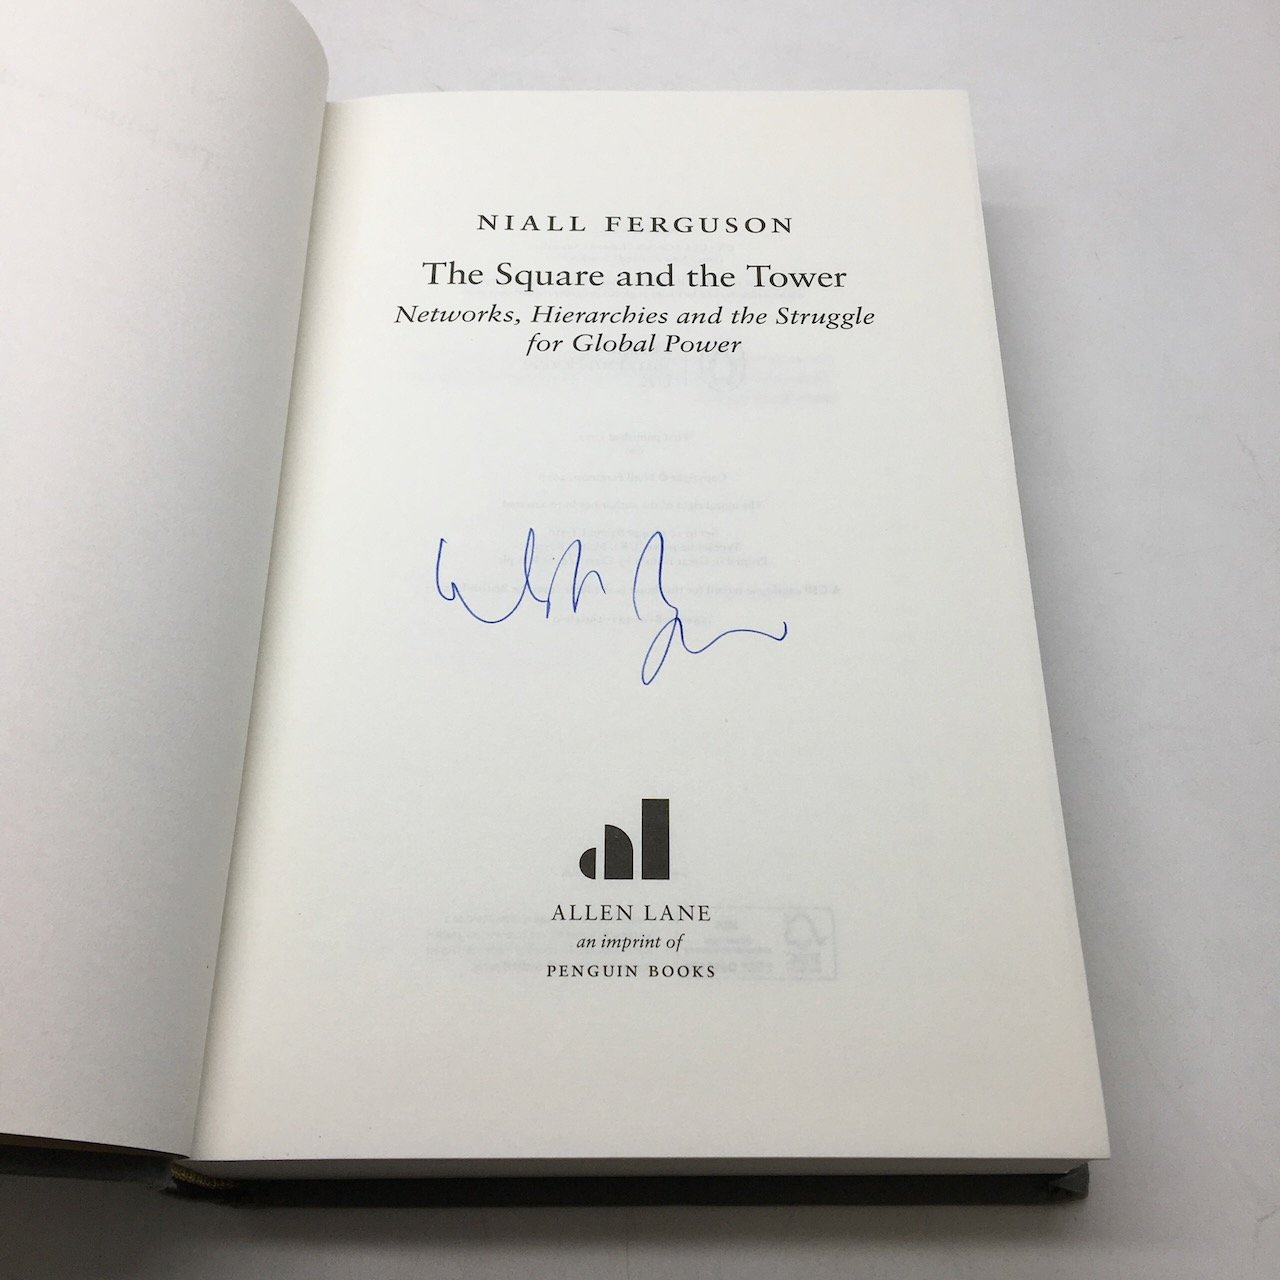 NIALL FERGUSON
The Square and the Tower
Networks, Hierarchies and the Struggle
for Global Power
ALLEN LANE
an imprint of
PENGUIN BOOKS